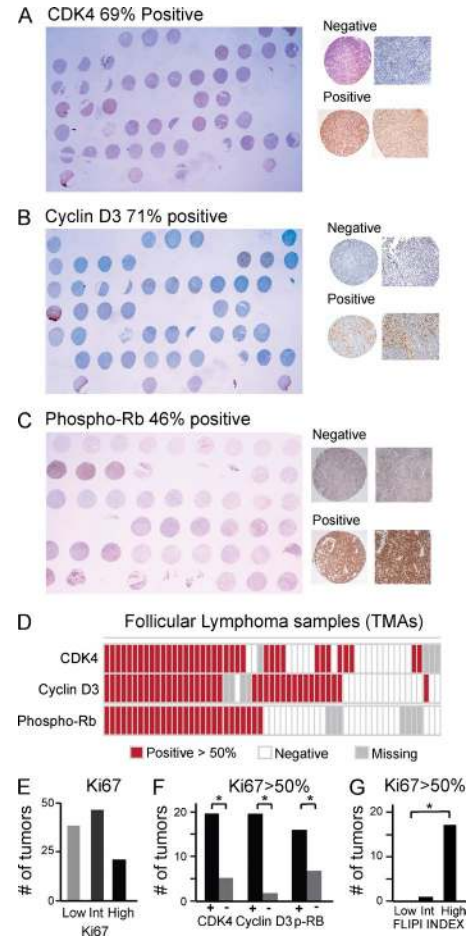 A
CDK4 69% Positive
Negative
Positive
B
Cyclin D3 71% positive
Negative
Positive
C
Phospho-Rb 46% positive
Negative
Positive
D
Follicular Lymphoma samples (TMAs)
CDK4
Cyclin D3
Phospho-Rb
Positive > 50% Negative Missing
E
Ki67
# of tumors
50
25
0
Low Int High
Ki67
F
Ki67>50%
# of tumors
20
10
0
* * *
+ - + - + -
CDK4 Cyclin D3 p-RB
G
Ki67>50%
# of tumors
20
10
0
*
Low Int High
FLIPI INDEX